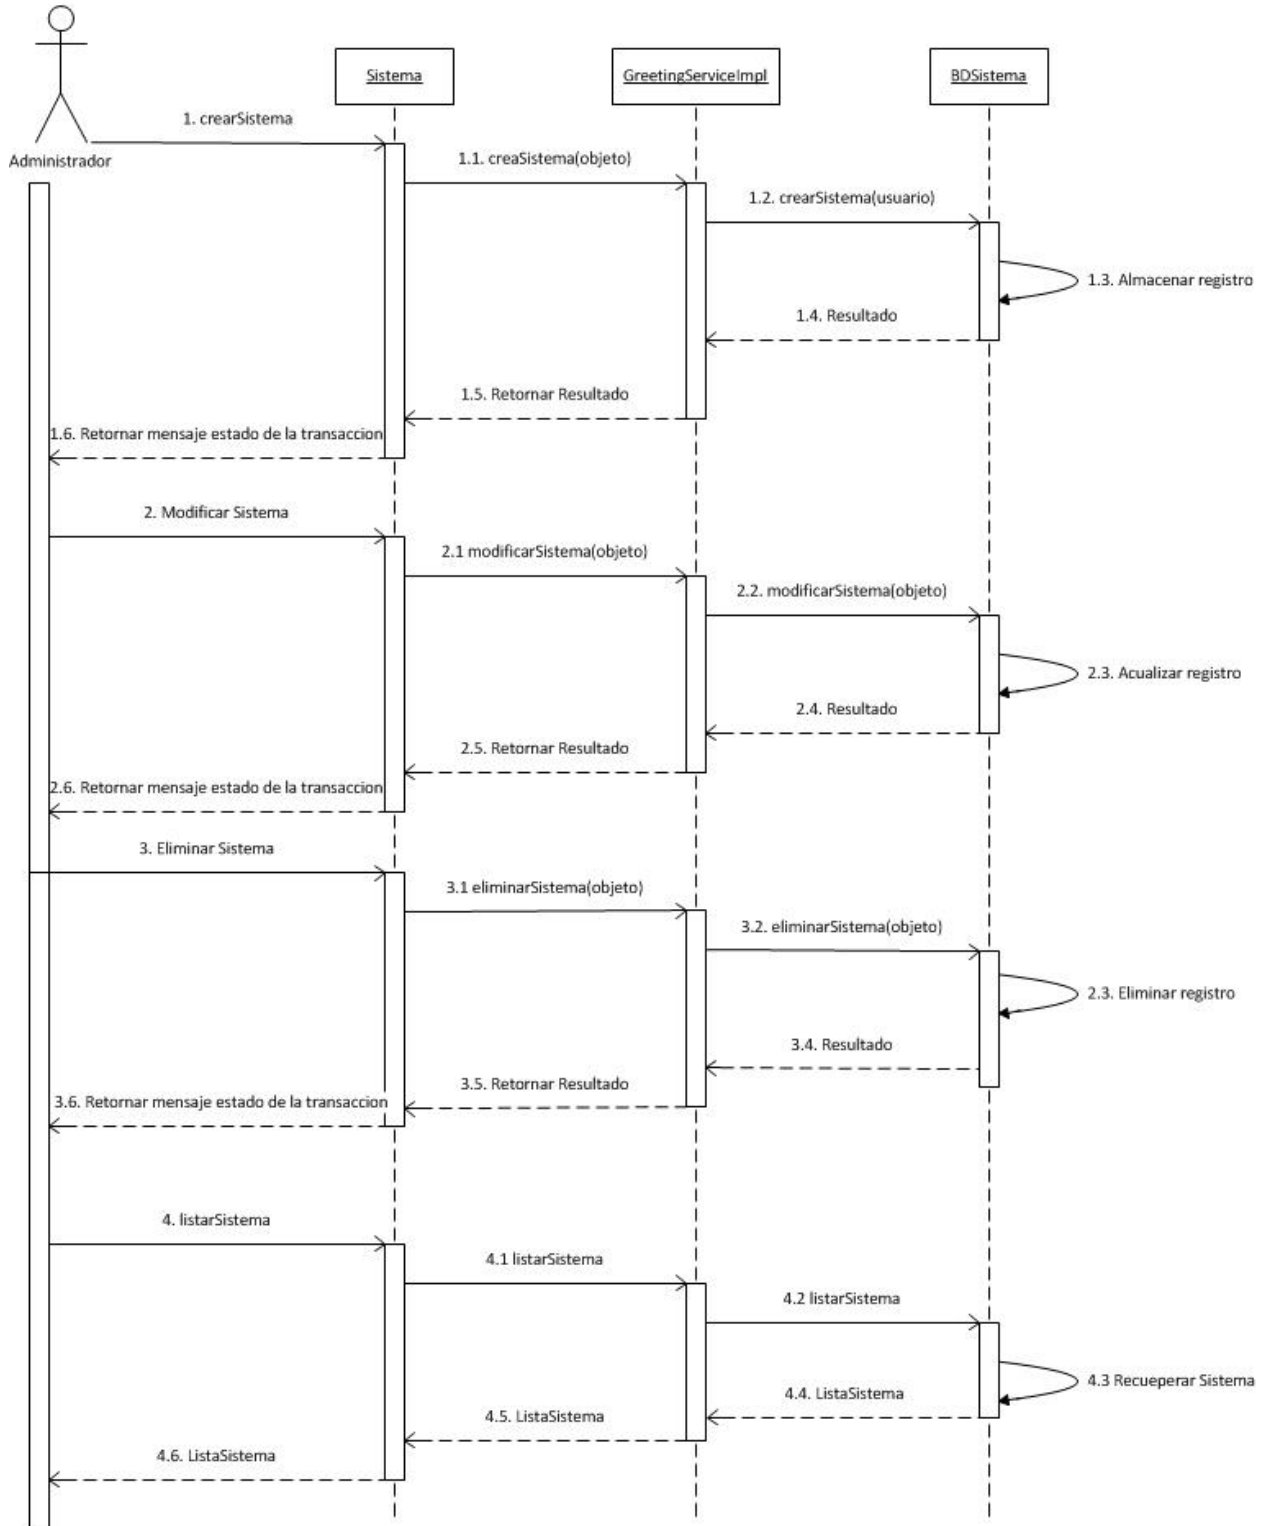 Sistema
GreetingServiceImpl
BDSistema
Administrador
1. crearSistema
1.1. creaSistema(objeto)
1.2. crearSistema(usuario)
1.3. Almacenar registro
1.4. Resultado
1.5. Retornar Resultado
1.6. Retornar mensaje estado de la transaccion
2. Modificar Sistema
2.1 modificarSistema(objeto)
2.2. modificarSistema(objeto)
2.3. Acualizar registro
2.4. Resultado
2.5. Retornar Resultado
2.6. Retornar mensaje estado de la transaccion
3. Eliminar Sistema
3.1 eliminarSistema(objeto)
3.2. eliminarSistema(objeto)
2.3. Eliminar registro
3.4. Resultado
3.5. Retornar Resultado
3.6. Retornar mensaje estado de la transaccion
4. listarSistema
4.1 listarSistema
4.2 listarSistema
4.3 Recueperar Sistema
4.4. ListaSistema
4.5. ListaSistema
4.6. ListaSistema